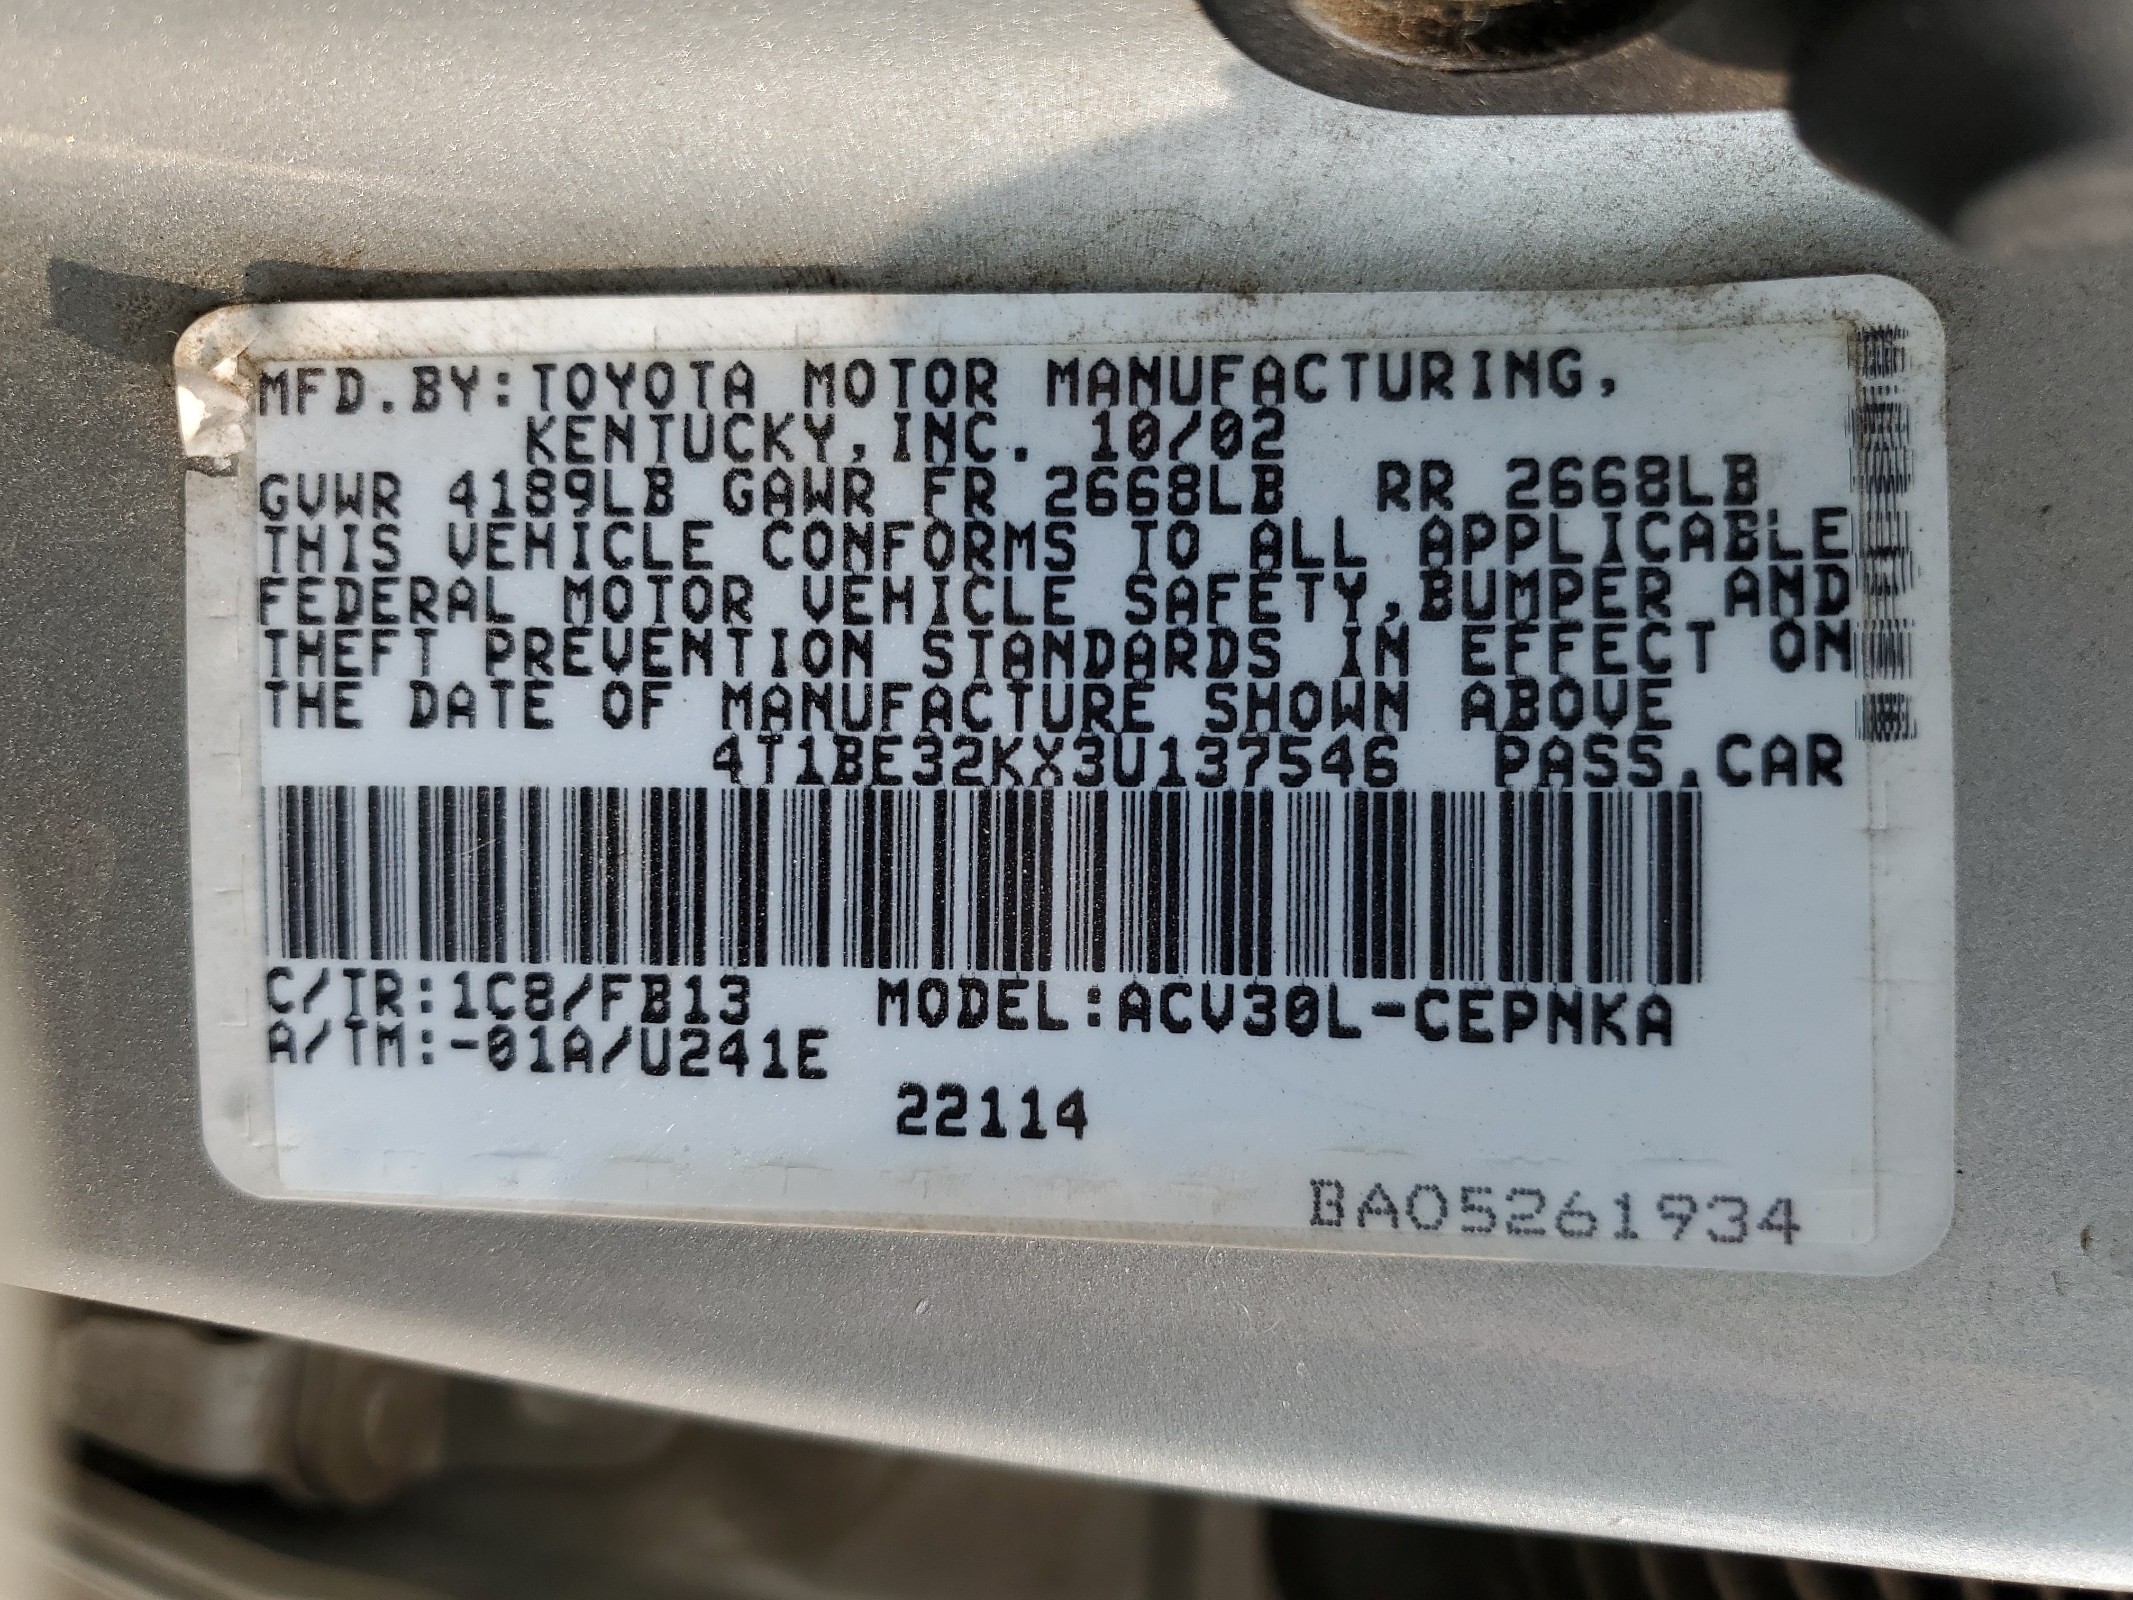 MFD.BY:TOYOTA MOTOR MANUFACTURING,
KENTUCKY,INC. 10/02
GVWR 4189LB GAWR FR 2668LB RR 2668LB
THIS VEHICLE CONFORMS TO ALL APPLICABLE
FEDERAL MOTOR VEHICLE SAFETY,BUMPER AND
THEFT PREVENTION STANDARDS IN EFFECT ON
THE DATE OF MANUFACTURE SHOWN ABOVE
4T1BE32KX3U137546 PASS.CAR
C/TR:1C8/FB13 MODEL:ACV30L-CEPNKA
A/TM:-01A/U241E
22114
BA05261934